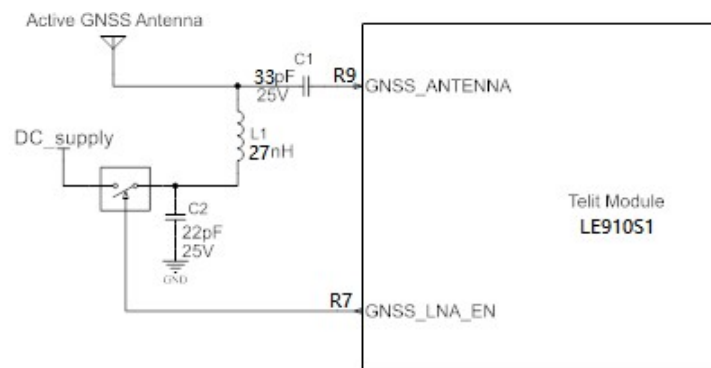 Active GNSS Antenna
C1
33pF
25V
R9
GNSS_ANTENNA
L1
27nH
DC_supply
C2
22pF
25V
GND
Telit Module
LE910S1
R7
GNSS_LNA_EN